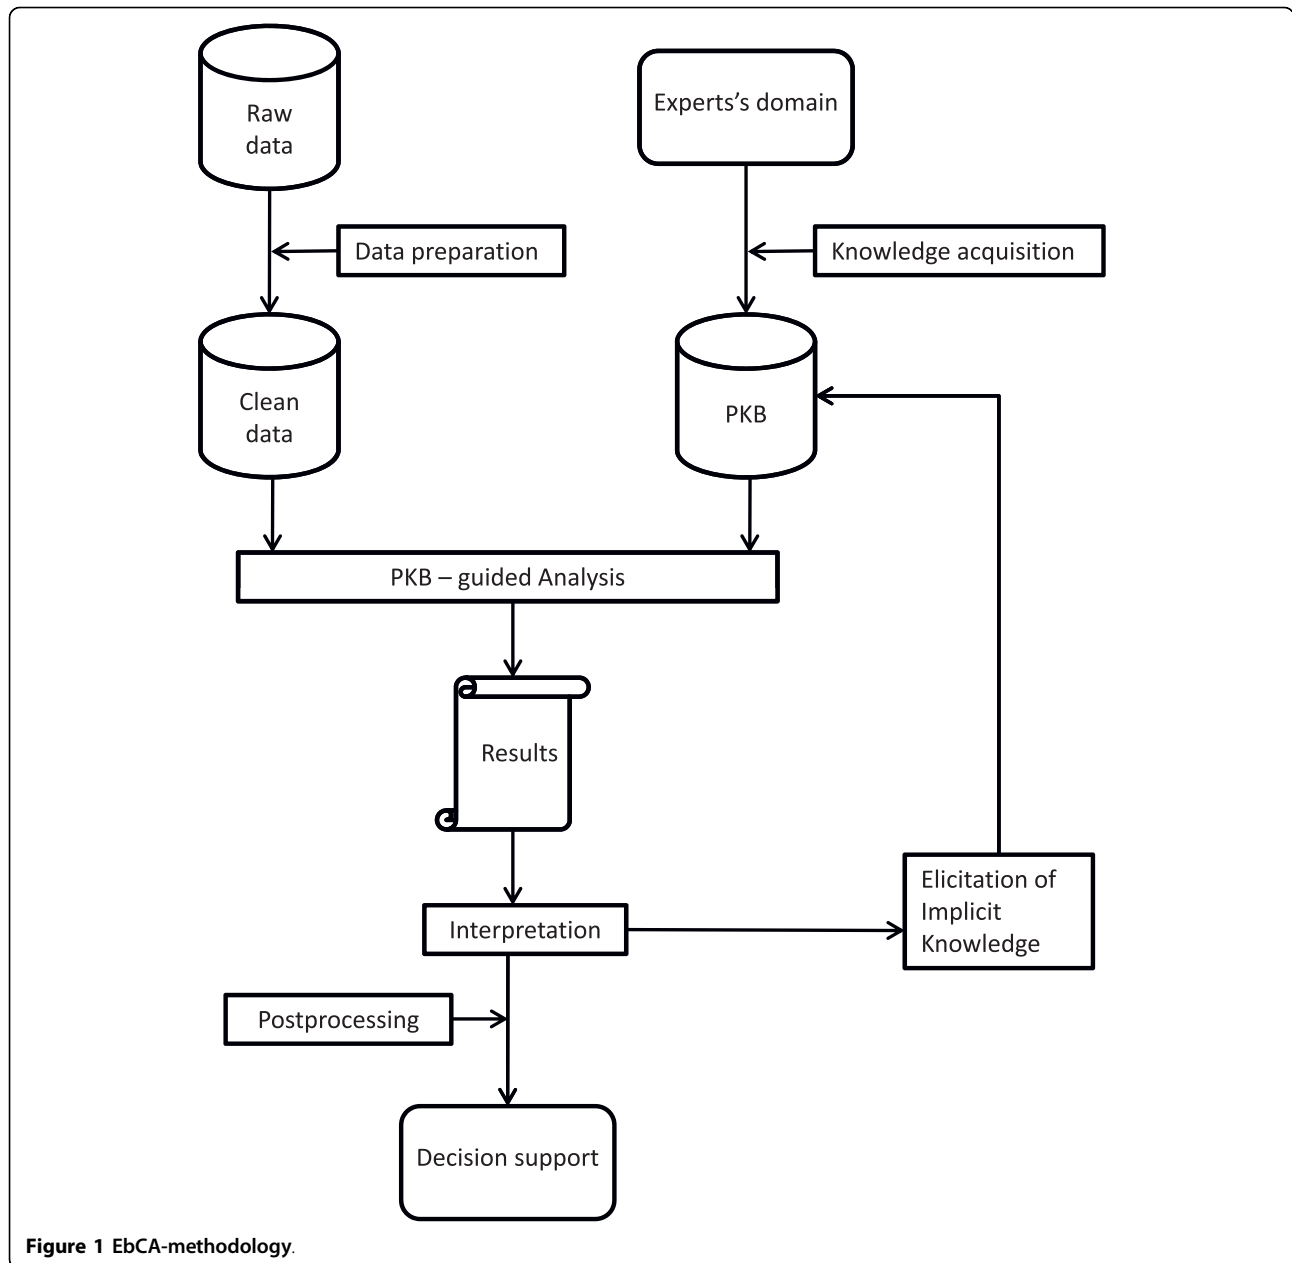 Raw
data
Experts's domain
Data preparation
Knowledge acquisition
Clean
data
PKB
PKB – guided Analysis
Results
Elicitation of
Implicit
Knowledge
Interpretation
Postprocessing
Decision support
Figure 1 EbCA-methodology.